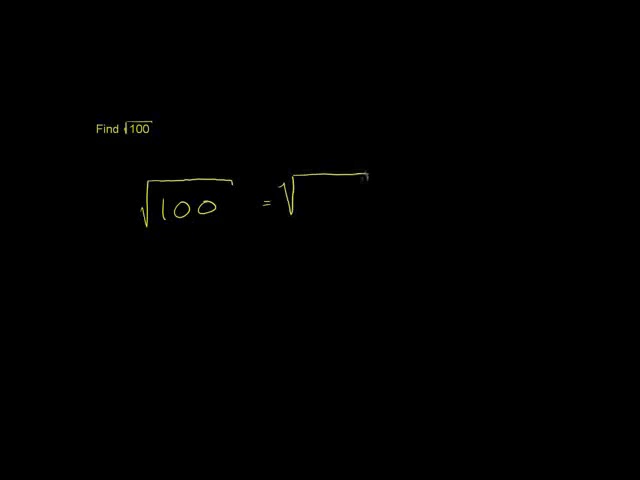 Find √100
√100 = √